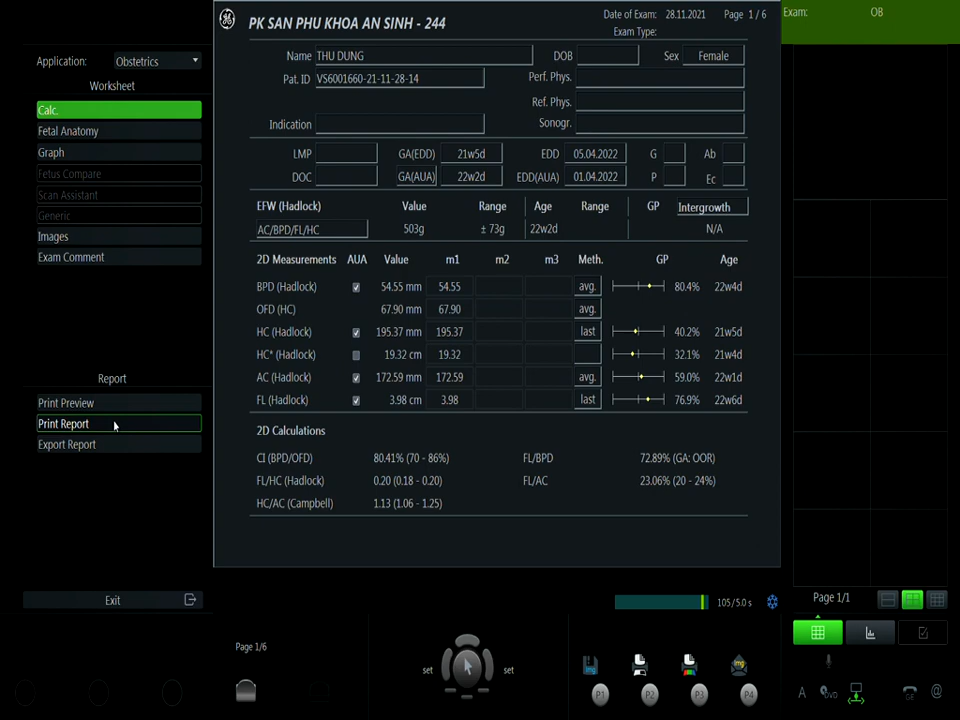 PK SAN PHU KHOA AN SINH - 244
Date of Exam: 28.11.2021 Page 1 / 6
Exam Type:
Exam: OB
Name THU DUNG DOB Sex Female
Pat. ID VS6001660-21-11-28-14 Perf. Phys.
Ref. Phys.
Indication Sonogr.
LMP GA(EDD) 21w5d EDD 05.04.2022 G Ab
DOC GA(AUA) 22w2d EDD(AUA) 01.04.2022 P Ec
EFW (Hadlock) Value Range Age Range GP Intergrowth
AC/BPD/FL/HC 503g ± 73g 22w2d N/A
2D Measurements AUA Value m1 m2 m3 Meth. GP Age
BPD (Hadlock) 54.55 mm 54.55 avg. 80.4% 22w4d
OFD (HC) 67.90 mm 67.90 avg.
HC (Hadlock) 195.37 mm 195.37 last 40.2% 21w5d
HC* (Hadlock) 19.32 cm 19.32 32.1% 21w4d
AC (Hadlock) 172.59 mm 172.59 avg. 59.0% 22w1d
FL (Hadlock) 3.98 cm 3.98 last 76.9% 22w6d
2D Calculations
CI (BPD/OFD) 80.41% (70 - 86%) FL/BPD 72.89% (GA: OOR)
FL/HC (Hadlock) 0.20 (0.18 - 0.20) FL/AC 23.06% (20 - 24%)
HC/AC (Campbell) 1.13 (1.06 - 1.25)
Application: Obstetrics
Worksheet
Calc.
Fetal Anatomy
Graph
Fetus Compare
Scan Assistant
Generic
Images
Exam Comment
Report
Print Preview
Print Report
Export Report
Exit
105/5.0 s
Page 1/1
Page 1/6
set set
P1 P2 P3 P4
A DVD @